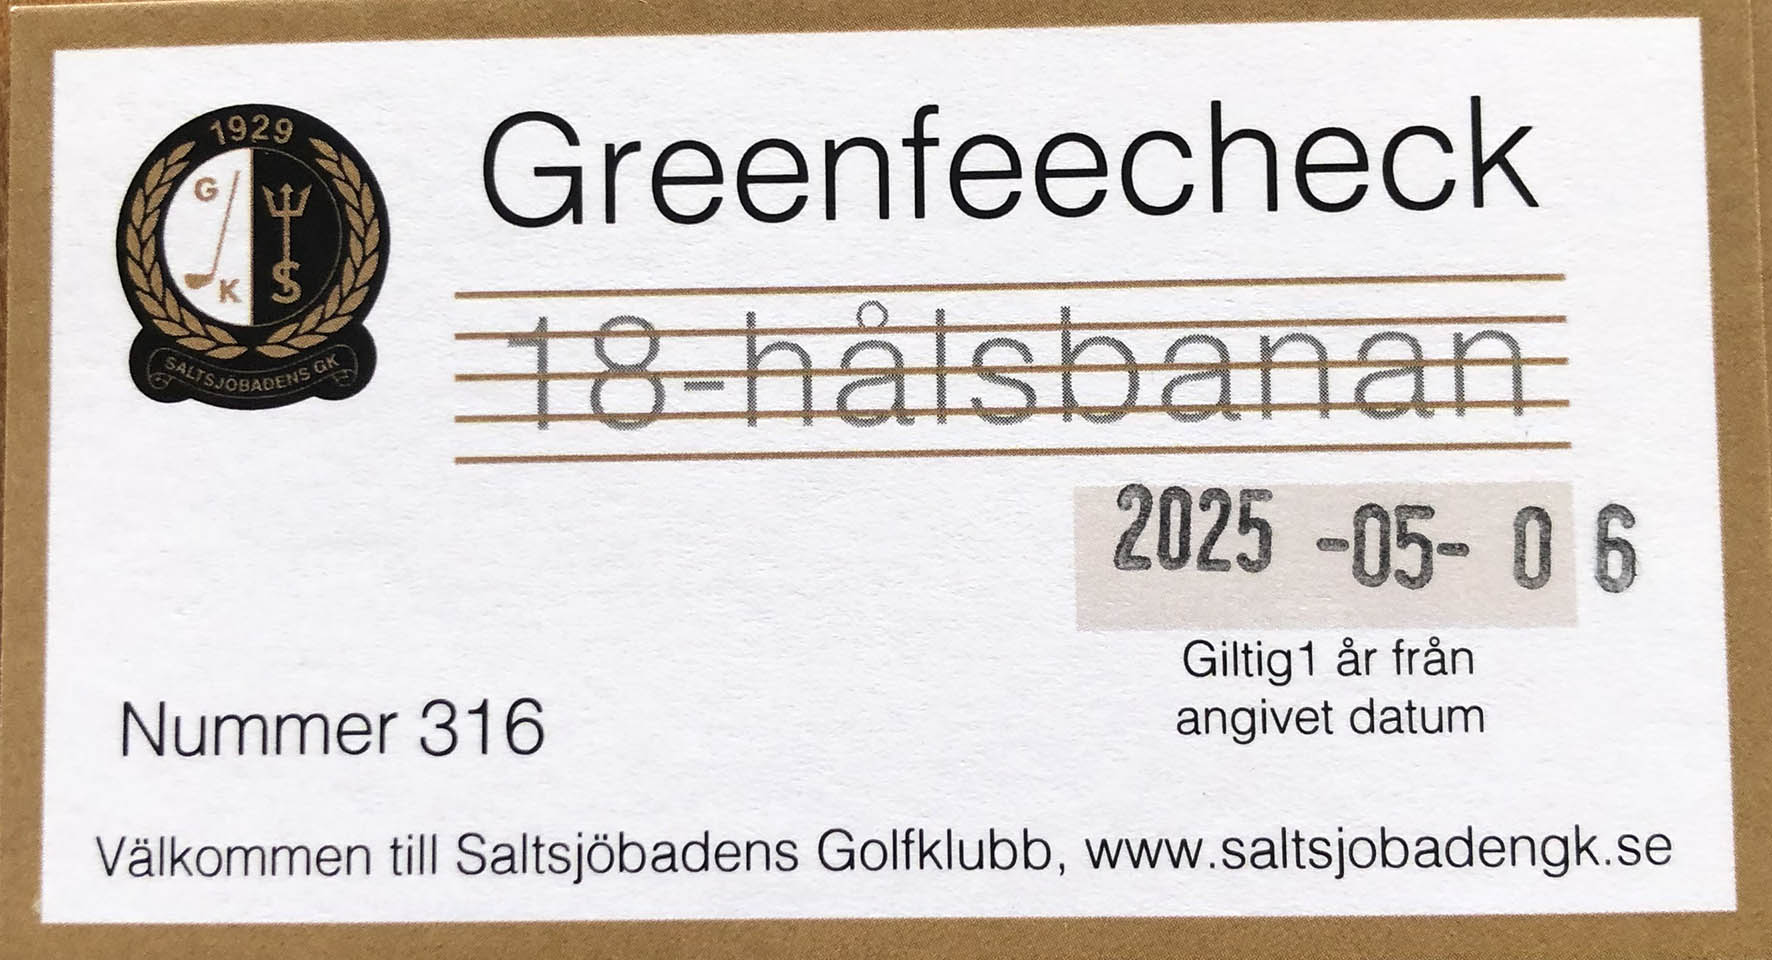 1929
G
K
S
SALTSJÖBADENS GK
Greenfeecheck
18-hålsbanan
2025 -05- 06
Giltig1 år från
angivet datum
Nummer 316
Välkommen till Saltsjöbadens Golfklubb, www.saltsjobadengk.se